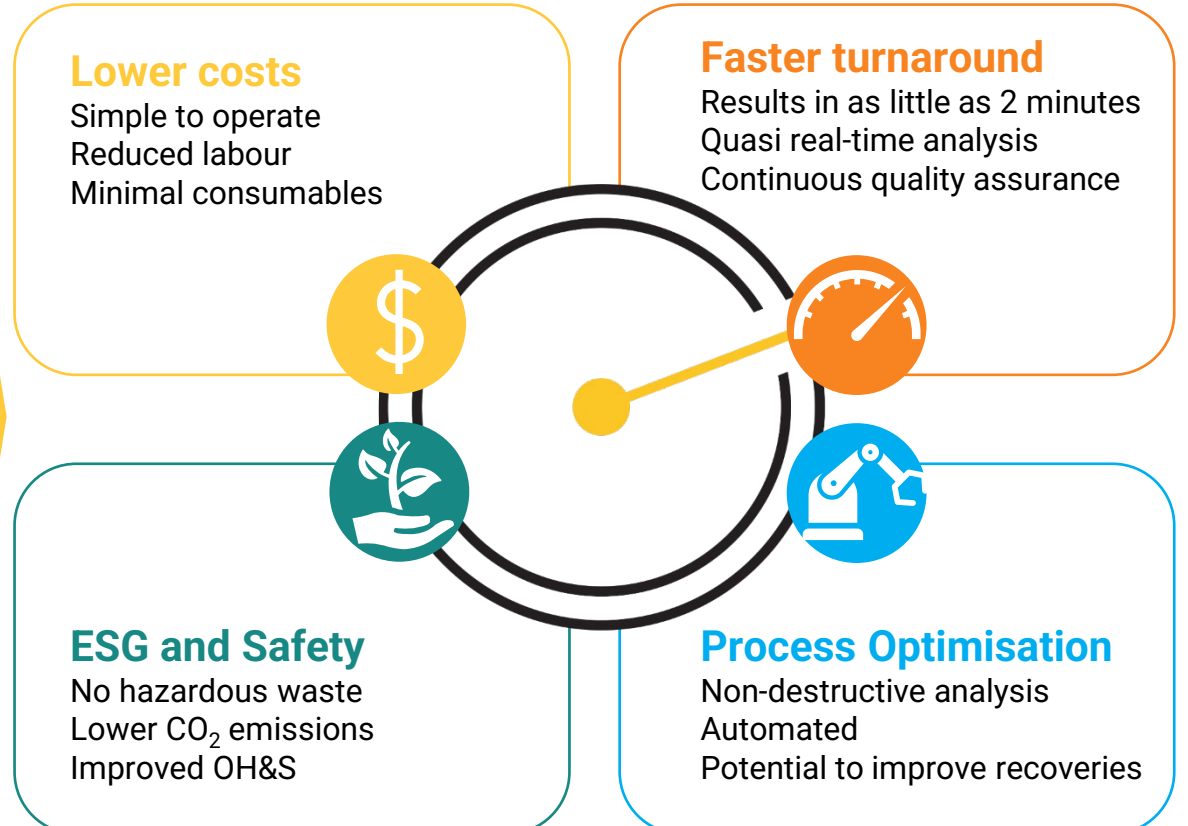 Lower costs
Simple to operate
Reduced labour
Minimal consumables
Faster turnaround
Results in as little as 2 minutes
Quasi real-time analysis
Continuous quality assurance
$
ESG and Safety
No hazardous waste
Lower CO₂ emissions
Improved OH&S
Process Optimisation
Non-destructive analysis
Automated
Potential to improve recoveries